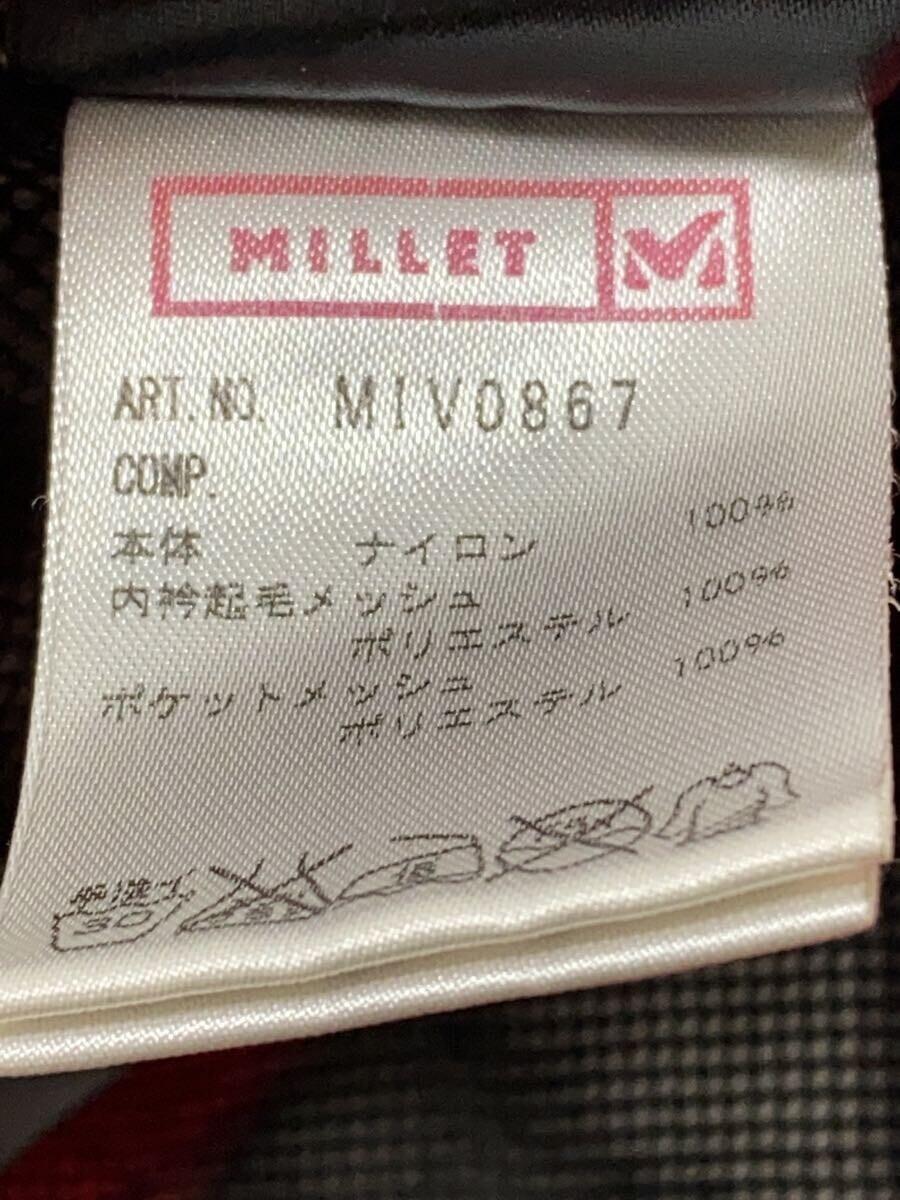 MILLET
ART.NO. MIV0867
COMP.
本体 ナイロン 100%
内衿起毛メッシュ
ポリエステル 100%
ポケットメッシュ
ポリエステル 100%
30
低